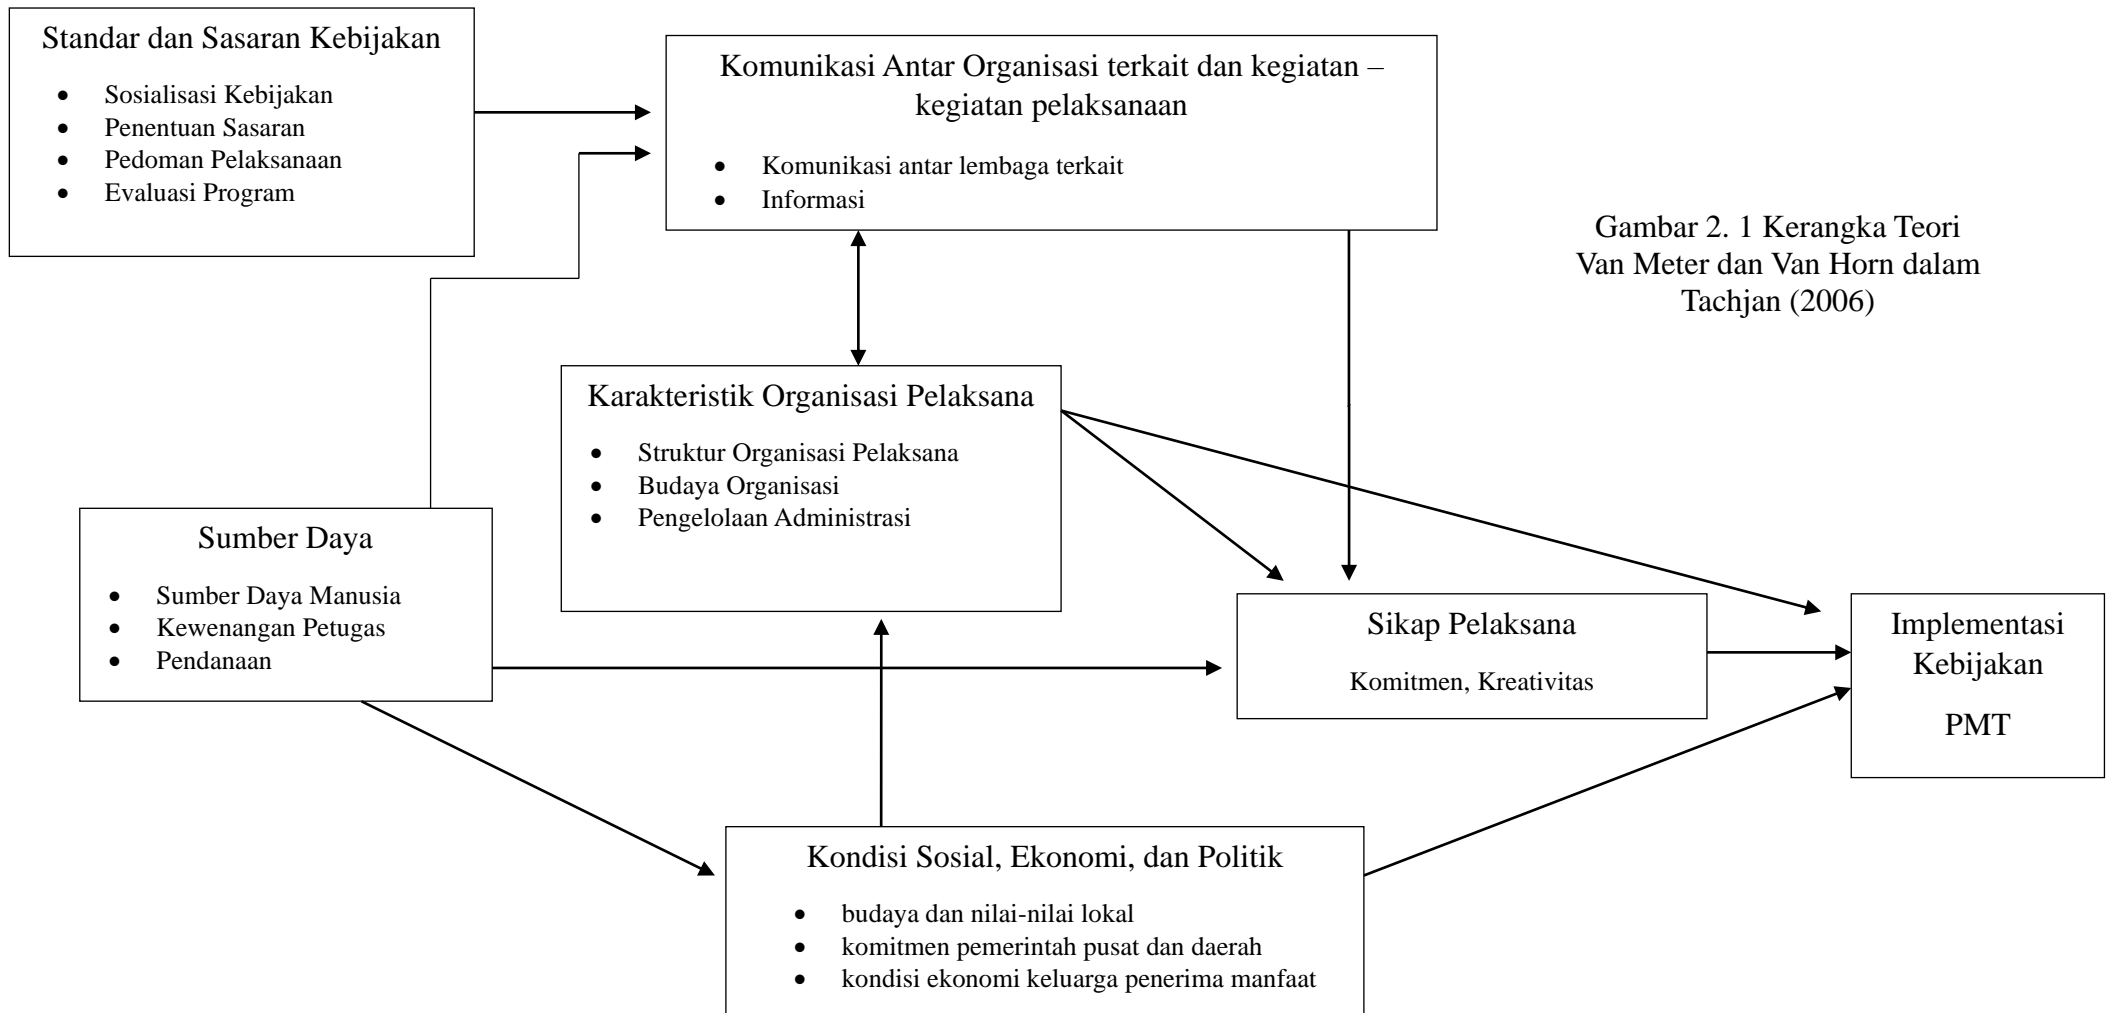 Standar dan Sasaran Kebijakan
• Sosialisasi Kebijakan
• Penentuan Sasaran
• Pedoman Pelaksanaan
• Evaluasi Program
Komunikasi Antar Organisasi terkait dan kegiatan –
kegiatan pelaksanaan
• Komunikasi antar lembaga terkait
• Informasi
Gambar 2. 1 Kerangka Teori
Van Meter dan Van Horn dalam
Tachjan (2006)
Karakteristik Organisasi Pelaksana
• Struktur Organisasi Pelaksana
• Budaya Organisasi
• Pengelolaan Administrasi
Sumber Daya
• Sumber Daya Manusia
• Kewenangan Petugas
• Pendanaan
Sikap Pelaksana
Komitmen, Kreativitas
Implementasi
Kebijakan
PMT
Kondisi Sosial, Ekonomi, dan Politik
• budaya dan nilai-nilai lokal
• komitmen pemerintah pusat dan daerah
• kondisi ekonomi keluarga penerima manfaat